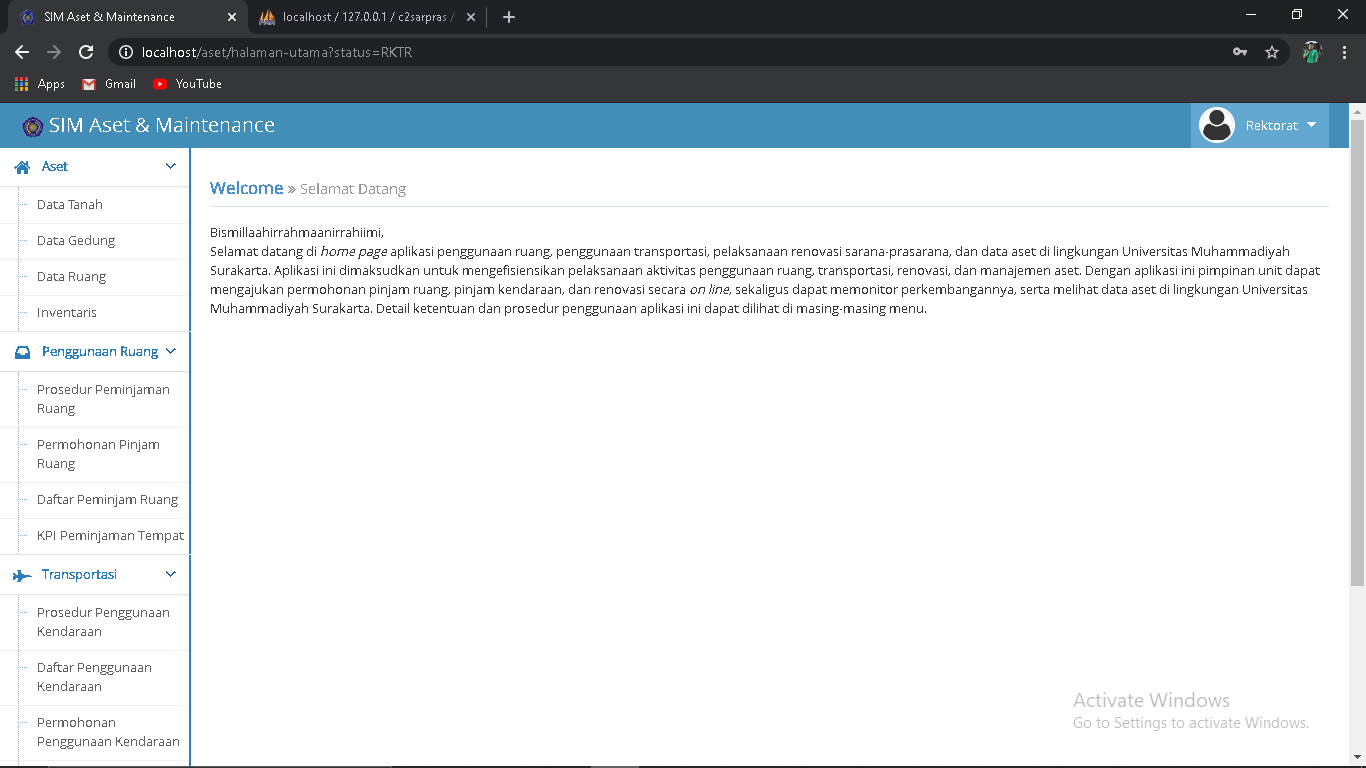 SIM Aset & Maintenance
localhost / 127.0.0.1 / c2sarpras /
localhost/aset/halaman-utama?status=RKTR
Apps
Gmail
YouTube
SIM Aset & Maintenance
Rektorat
Aset
Data Tanah
Data Gedung
Data Ruang
Inventaris
Penggunaan Ruang
Prosedur Peminjaman
Ruang
Permohonan Pinjam
Ruang
Daftar Peminjam Ruang
KPI Peminjaman Tempat
Transportasi
Prosedur Penggunaan
Kendaraan
Daftar Penggunaan
Kendaraan
Permohonan
Penggunaan Kendaraan
Welcome » Selamat Datang
Bismillaahirrahmaanirrahiimi,
Selamat datang di home page aplikasi penggunaan ruang, penggunaan transportasi, pelaksanaan renovasi sarana-prasarana, dan data aset di lingkungan Universitas Muhammadiyah
Surakarta. Aplikasi ini dimaksudkan untuk mengefisiensikan pelaksanaan aktivitas penggunaan ruang, transportasi, renovasi, dan manajemen aset. Dengan aplikasi ini pimpinan unit dapat
mengajukan permohonan pinjam ruang, pinjam kendaraan, dan renovasi secara on line, sekaligus dapat memonitor perkembangannya, serta melihat data aset di lingkungan Universitas
Muhammadiyah Surakarta. Detail ketentuan dan prosedur penggunaan aplikasi ini dapat dilihat di masing-masing menu.
Activate Windows
Go to Settings to activate Windows.